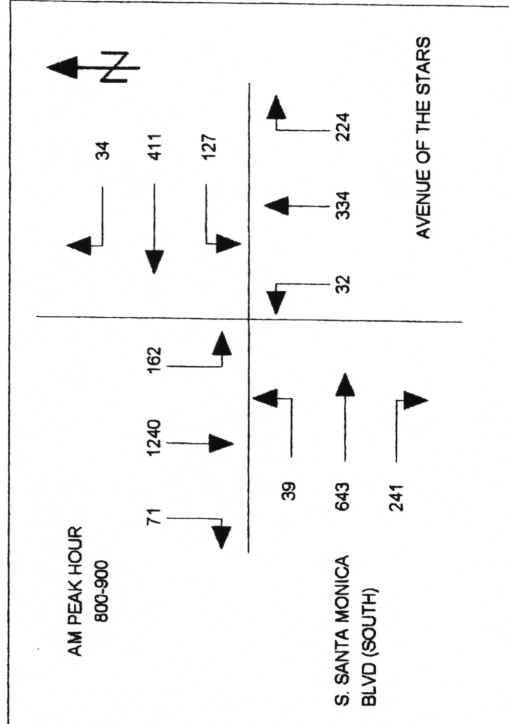 AM PEAK HOUR
800-900
N
71 1240 162
34
411
127
39
643
241
32 334 224
S. SANTA MONICA
BLVD (SOUTH)
AVENUE OF THE STARS